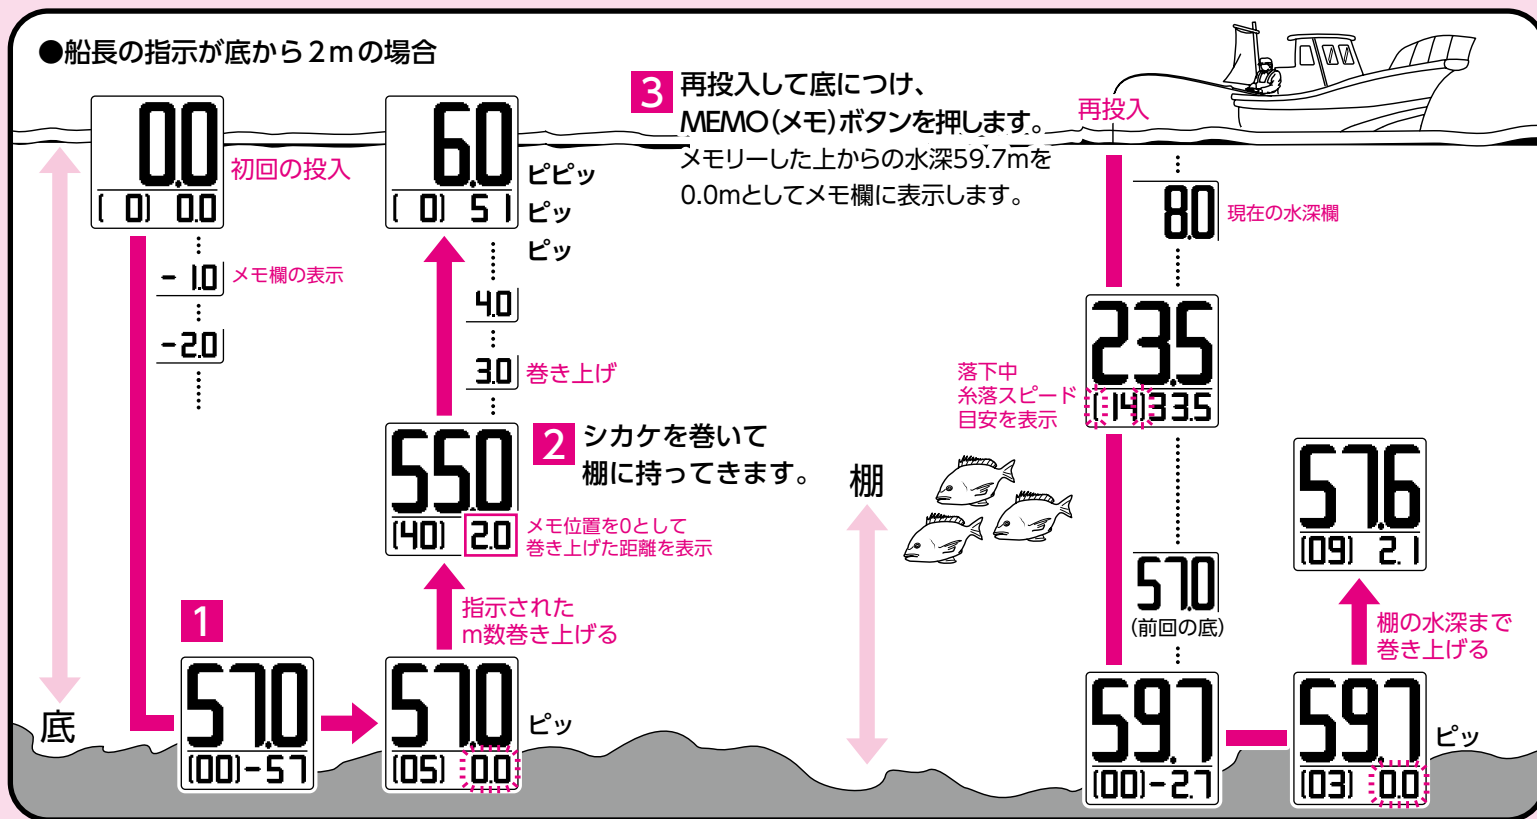 ●船長の指示が底から2mの場合
0.0
( 0) 0.0
初回の投入
- 1.0
メモ欄の表示
-2.0
底
1
57.0
(00)-57
57.0
(05) 0.0
ピッ
指示された
m数巻き上げる
55.0
(40) 2.0
メモ位置を0として
巻き上げた距離を表示
2
シカケを巻いて
棚に持ってきます。
3.0
巻き上げ
4.0
6.0
( 0) 51
ピピッ
ピッ
ピッ
3
再投入して底につけ、
MEMO(メモ)ボタンを押します。
メモリーした上からの水深59.7mを
0.0mとしてメモ欄に表示します。
棚
再投入
8.0
現在の水深欄
23.5
(14)33.5
落下中
糸落スピード
目安を表示
57.0
(前回の底)
59.7
(00)-2.7
59.7
(03) 0.0
ピッ
棚の水深まで
巻き上げる
57.6
(09) 2.1